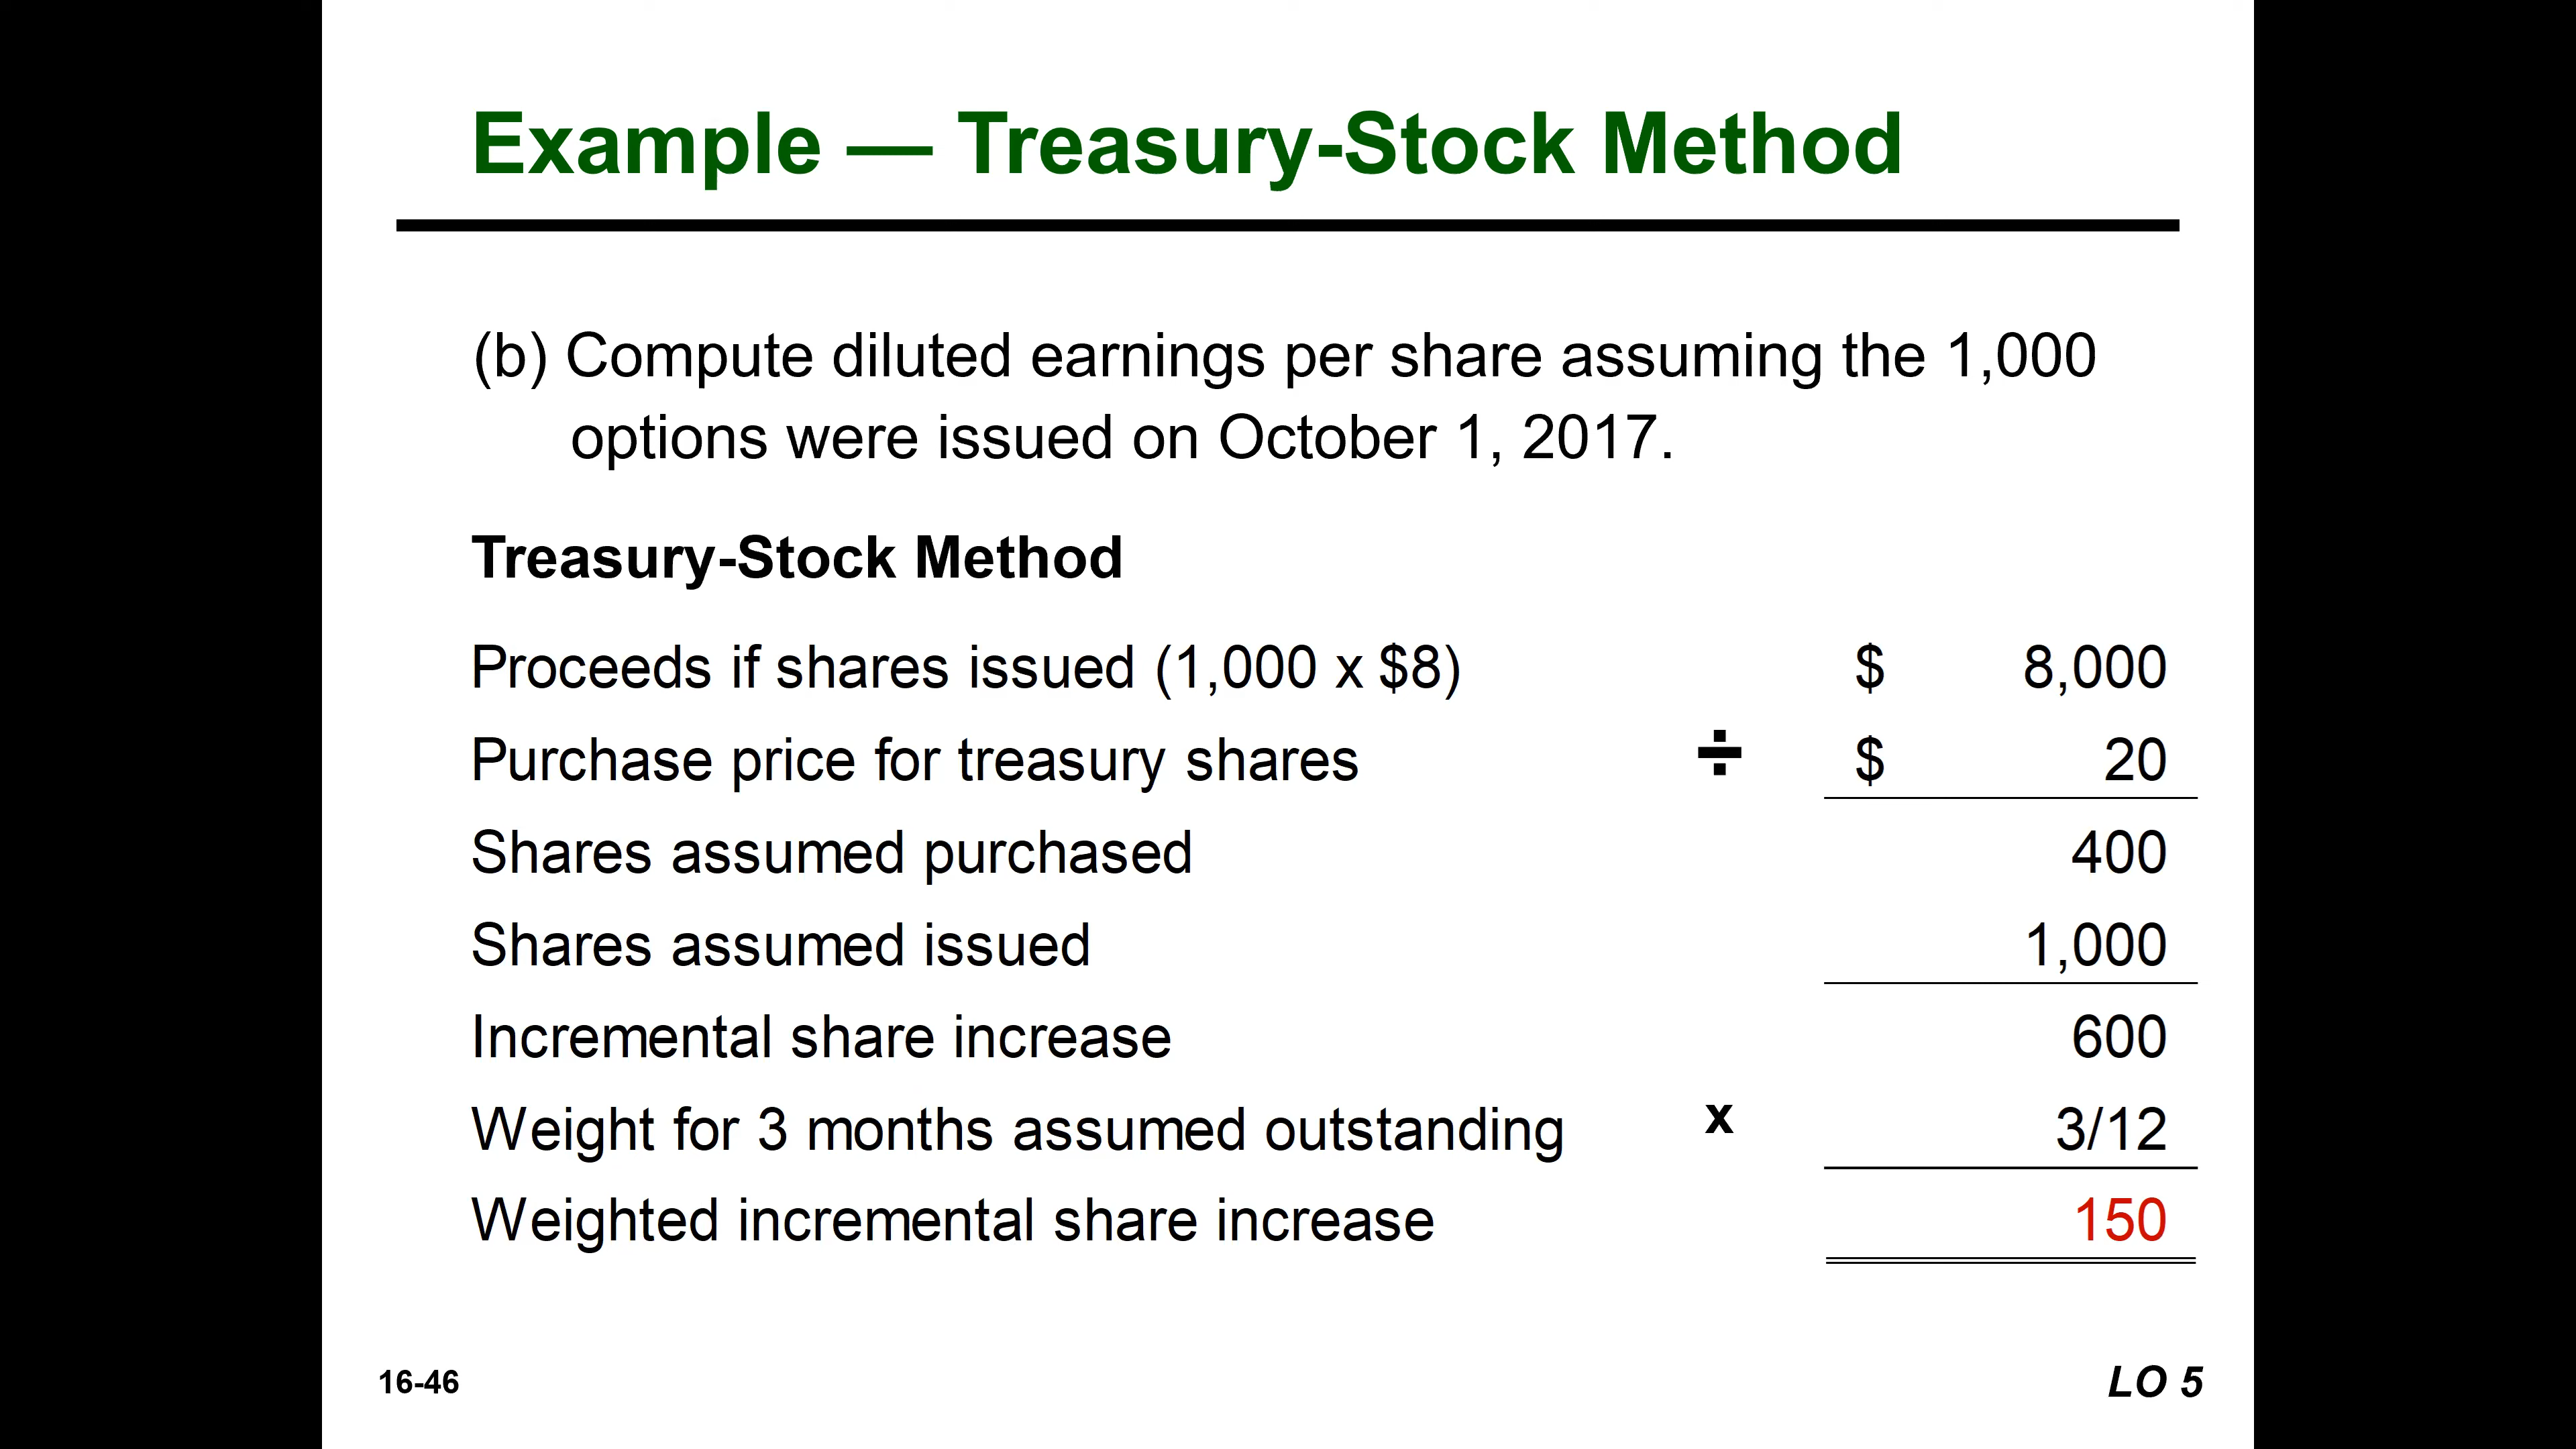 Example — Treasury-Stock Method
(b) Compute diluted earnings per share assuming the 1,000
options were issued on October 1, 2017.
Treasury-Stock Method
Proceeds if shares issued (1,000 x $8) $ 8,000
Purchase price for treasury shares ÷ $ 20
Shares assumed purchased 400
Shares assumed issued 1,000
Incremental share increase 600
Weight for 3 months assumed outstanding x 3/12
Weighted incremental share increase 150
16-46 LO 5